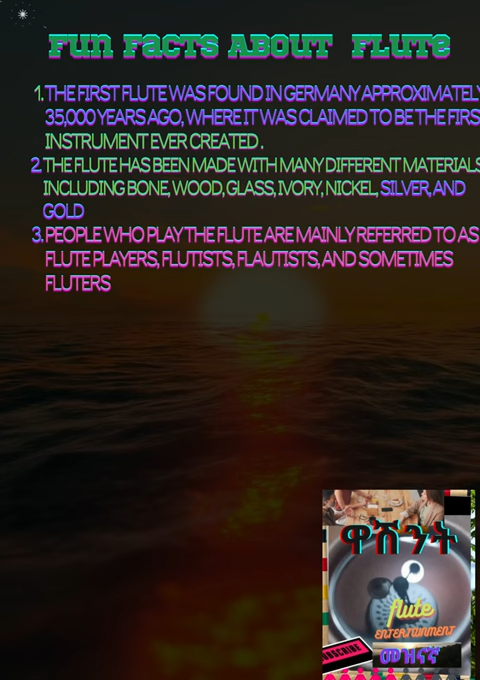 Fun Facts About Flute
1. THE FIRST FLUTE WAS FOUND IN GERMANY APPROXIMATELY
35,000 YEARS AGO, WHERE IT WAS CLAIMED TO BE THE FIRS
INSTRUMENT EVER CREATED .
2. THE FLUTE HAS BEEN MADE WITH MANY DIFFERENT MATERIALS
INCLUDING BONE, WOOD, GLASS, IVORY, NICKEL, SILVER, AND
GOLD
3. PEOPLE WHO PLAY THE FLUTE ARE MAINLY REFERRED TO AS
FLUTE PLAYERS, FLUTISTS, FLAUTISTS, AND SOMETIMES
FLUTERS
ዋሽንት
flute
ENTERTAINMENT
መዝናኛ
SUBSCRIBE